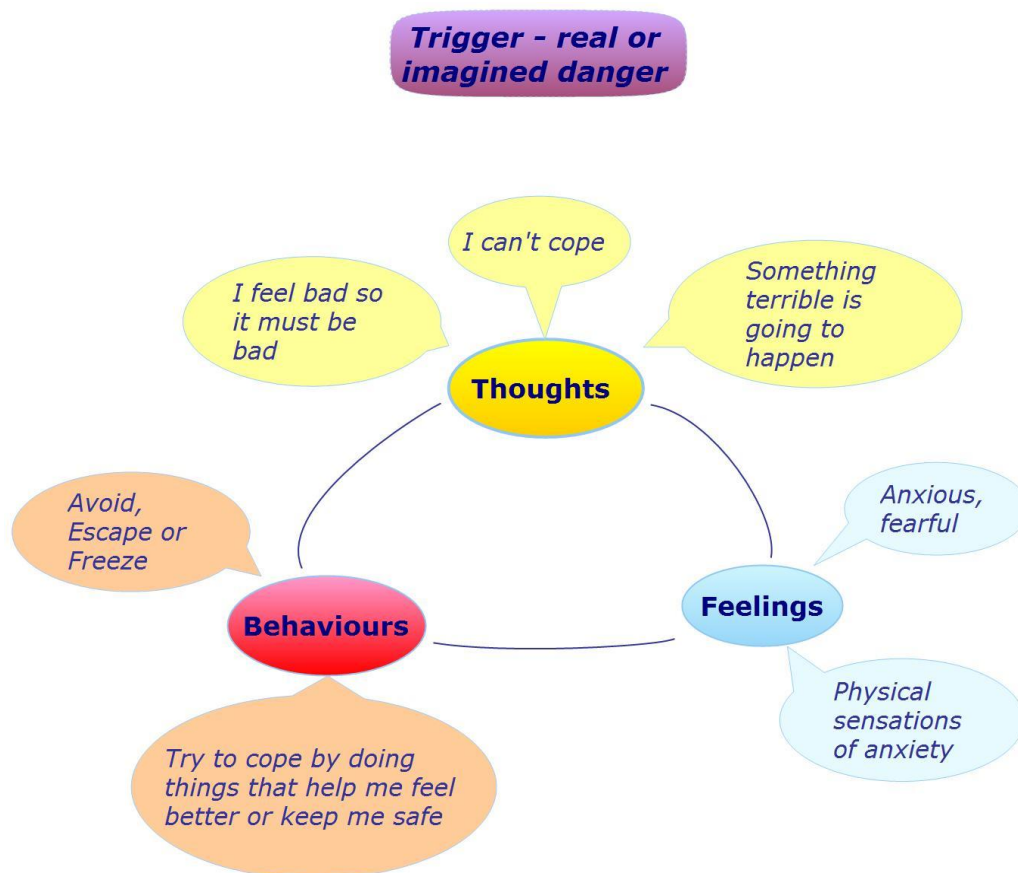 Trigger - real or
imagined danger
I can't cope
I feel bad so
it must be
bad
Something
terrible is
going to
happen
Thoughts
Avoid,
Escape or
Freeze
Anxious,
fearful
Behaviours
Feelings
Physical
sensations
of anxiety
Try to cope by doing
things that help me feel
better or keep me safe